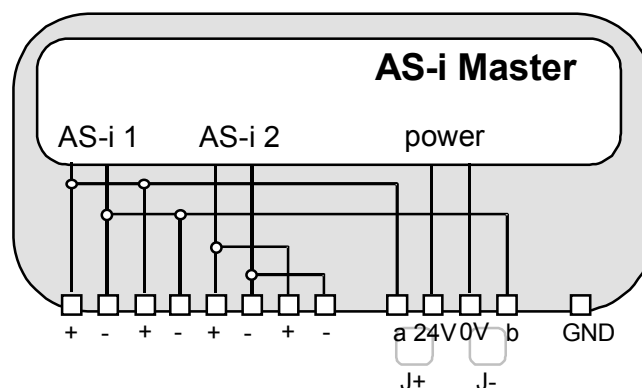 AS-i Master
AS-i 1 AS-i 2 power
+ - + - + - + - a 24V 0V b GND
J+ J-